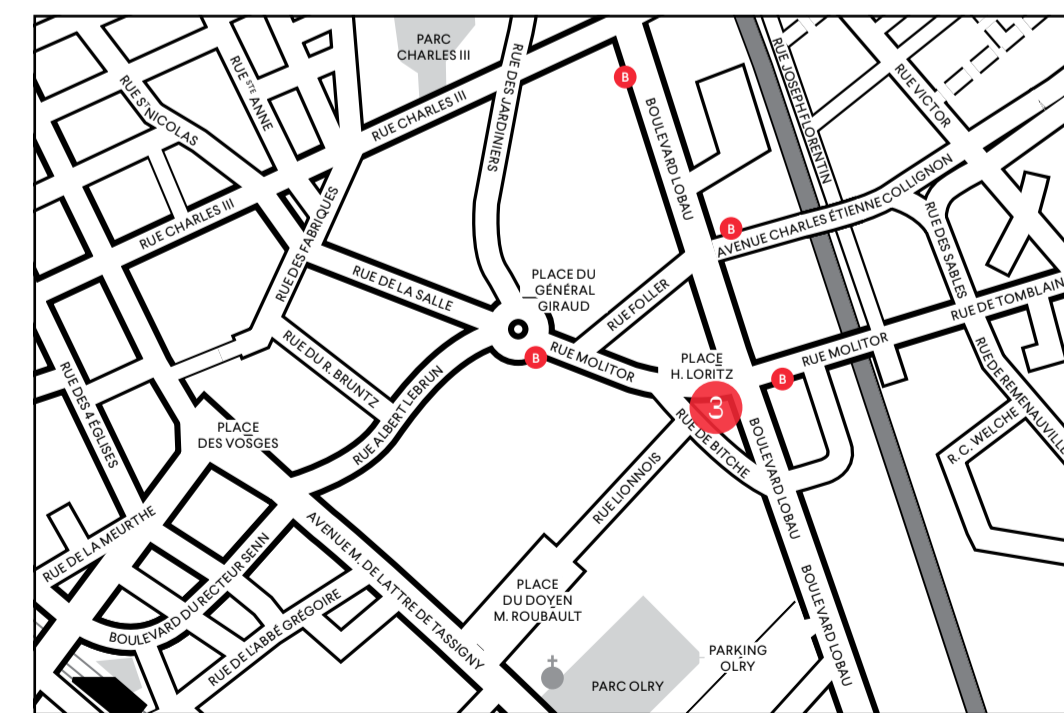 PARC
CHARLES III
RUE ST NICOLAS
RUE STE ANNE
RUE CHARLES III
RUE DES JARDINIERS
B
BOULEVARD LOBAU
RUE JOSEPH FLORENTIN
RUE VICTOR
RUE CHARLES III
RUE DES FABRIQUES
B
AVENUE CHARLES ÉTIENNE COLLIGNON
RUE DES SABLES
RUE DE LA SALLE
PLACE DU
GÉNÉRAL
GIRAUD
RUE FOLLER
RUE DE TOMBLAIN
B
RUE MOLITOR
PLACE
H. LORITZ
B
RUE MOLITOR
3
RUE DU R. BRUNTZ
RUE ALBERT LEBRUN
RUE DES 4 ÉGLISES
PLACE
DES VOSGES
RUE DE BITCHE
BOULEVARD LOBAU
RUE DE REMENAUVILL
R. C. WELCHE
RUE LIONNOIS
RUE DE LA MEURTHE
BOULEVARD DU RECTEUR SENN
AVENUE M. DE LATTRE DE TASSIGNY
RUE DE L'ABBÉ GRÉGOIRE
PLACE
DU DOYEN
M. ROUBAULT
BOULEVARD LOBAU
PARKING
OLRY
PARC OLRY